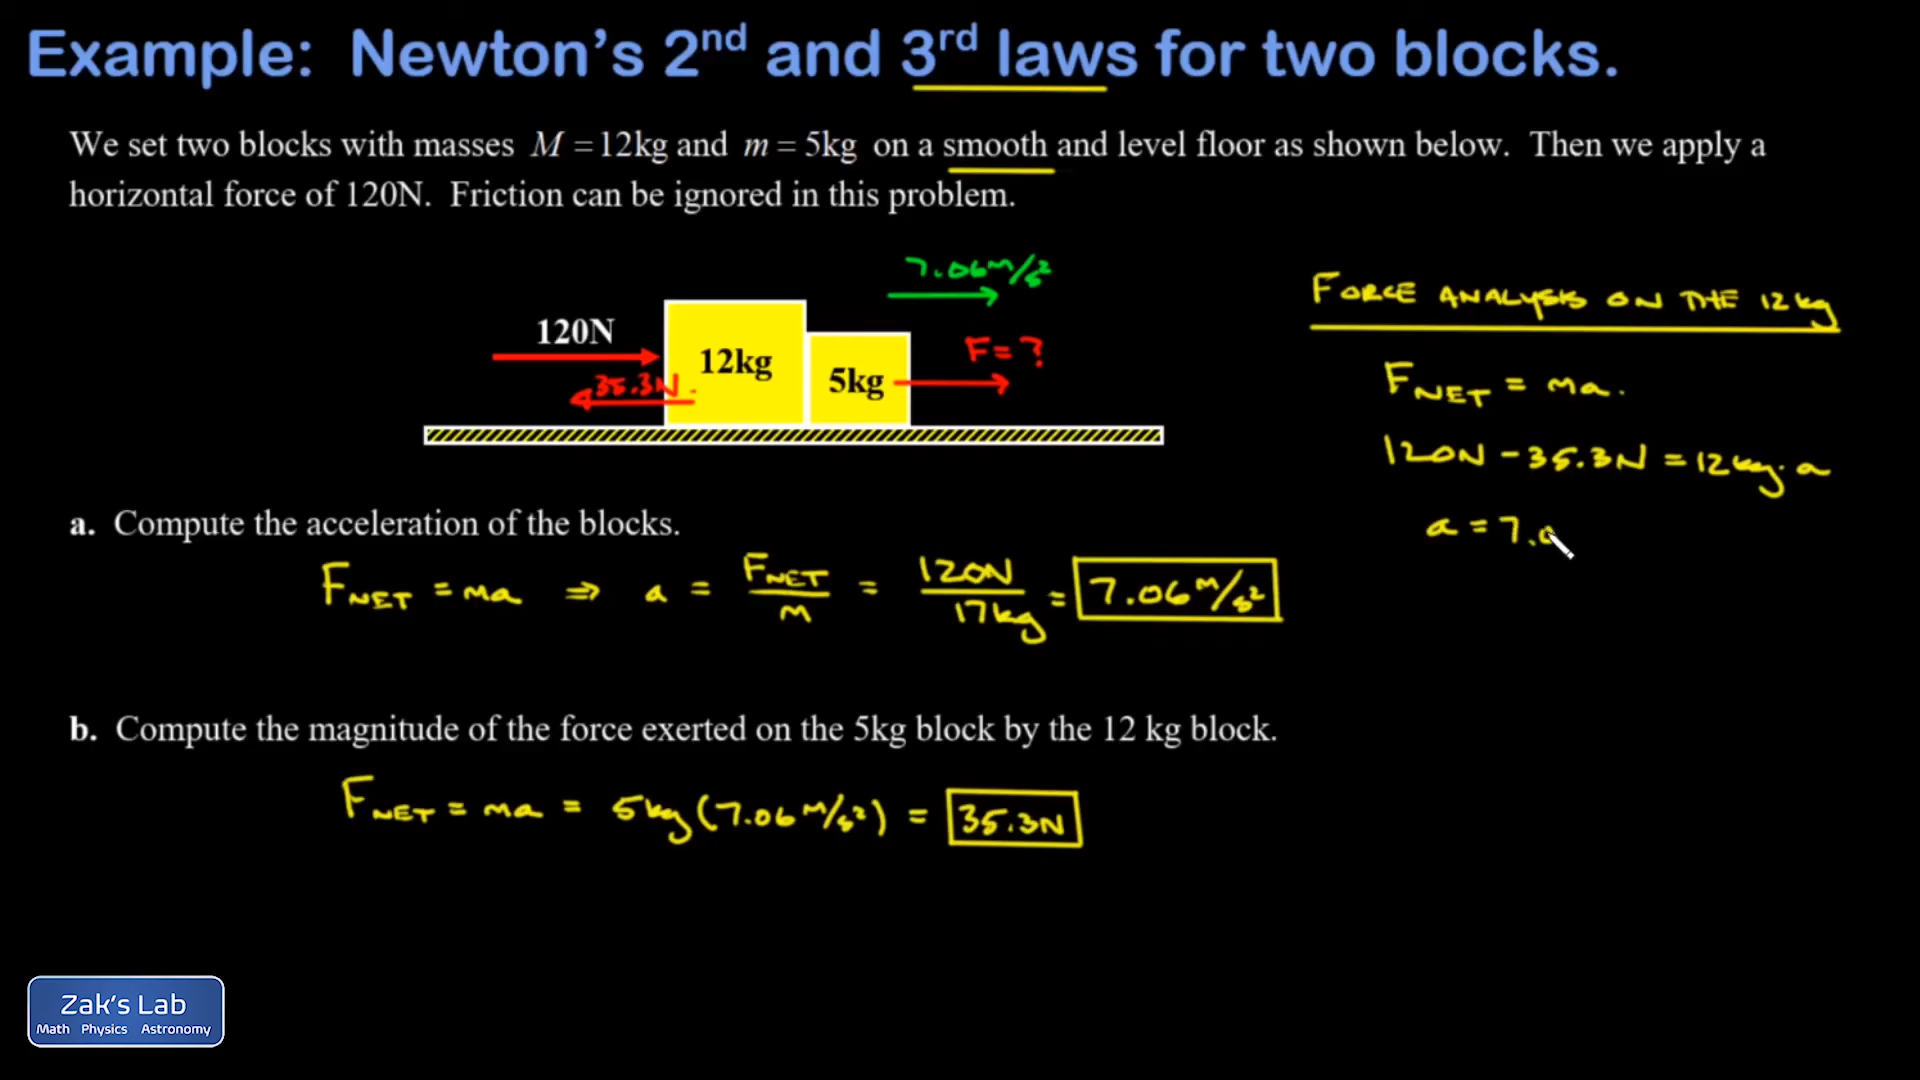 Example: Newton's 2nd and 3rd laws for two blocks.
We set two blocks with masses M = 12kg and m = 5kg on a smooth and level floor as shown below. Then we apply a
horizontal force of 120N. Friction can be ignored in this problem.
7.06 m/s²
120N
35.3N.
12kg
5kg
F = ?
FORCE ANALYSIS ON THE 12kg
F_NET = ma.
120N - 35.3N = 12kg · a
a = 7.0
a. Compute the acceleration of the blocks.
F_NET = ma ⇒ a = F_NET / m = 120N / 17kg = 7.06 m/s²
b. Compute the magnitude of the force exerted on the 5kg block by the 12 kg block.
F_NET = ma = 5kg (7.06 m/s²) = 35.3N
Zak's Lab
Math Physics Astronomy